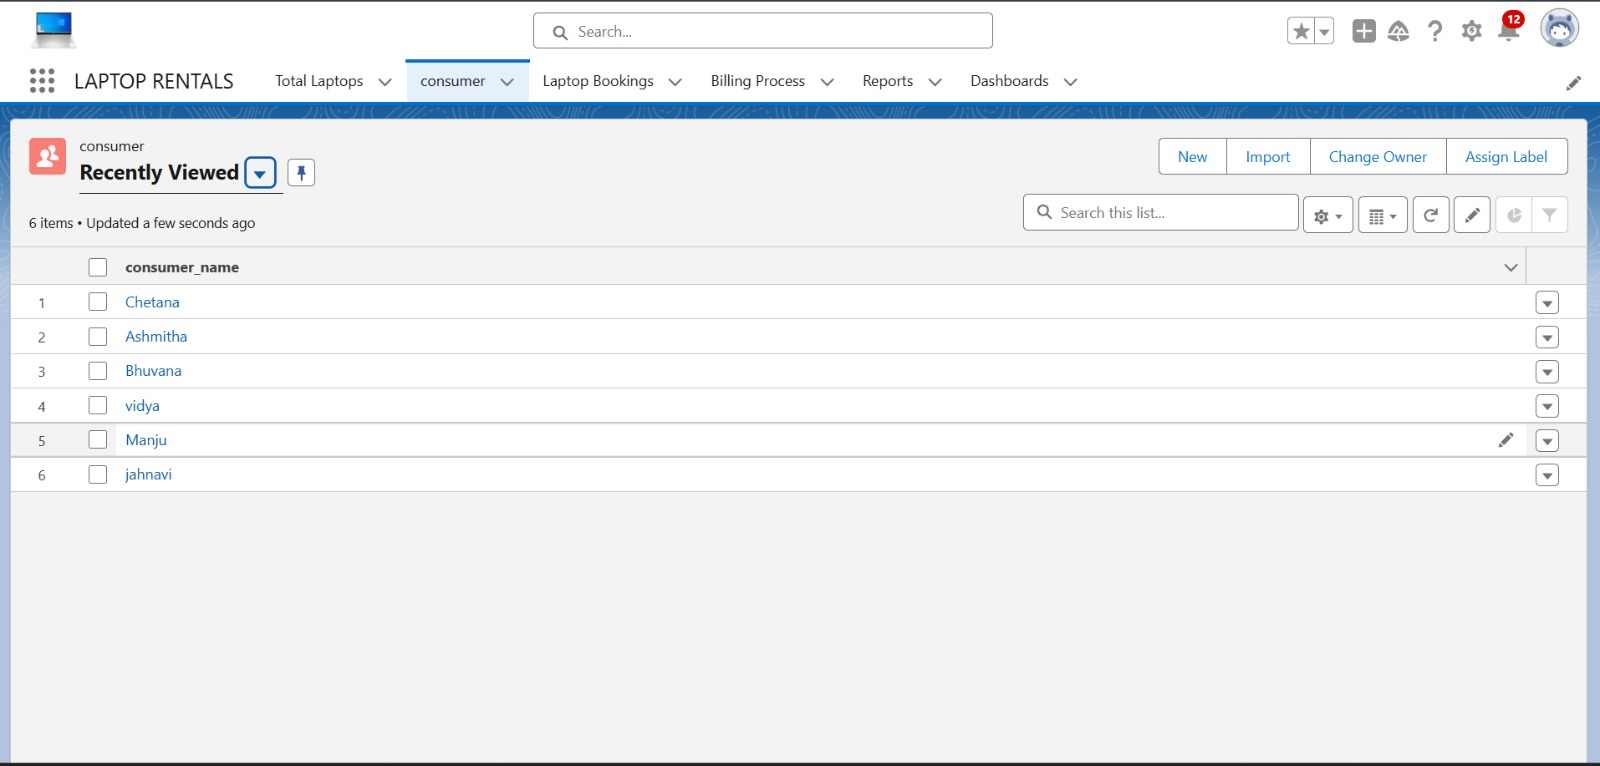 Search...
12
LAPTOP RENTALS Total Laptops consumer Laptop Bookings Billing Process Reports Dashboards
consumer
Recently Viewed
New Import Change Owner Assign Label
6 items • Updated a few seconds ago
Search this list...
consumer_name
1 Chetana
2 Ashmitha
3 Bhuvana
4 vidya
5 Manju
6 jahnavi